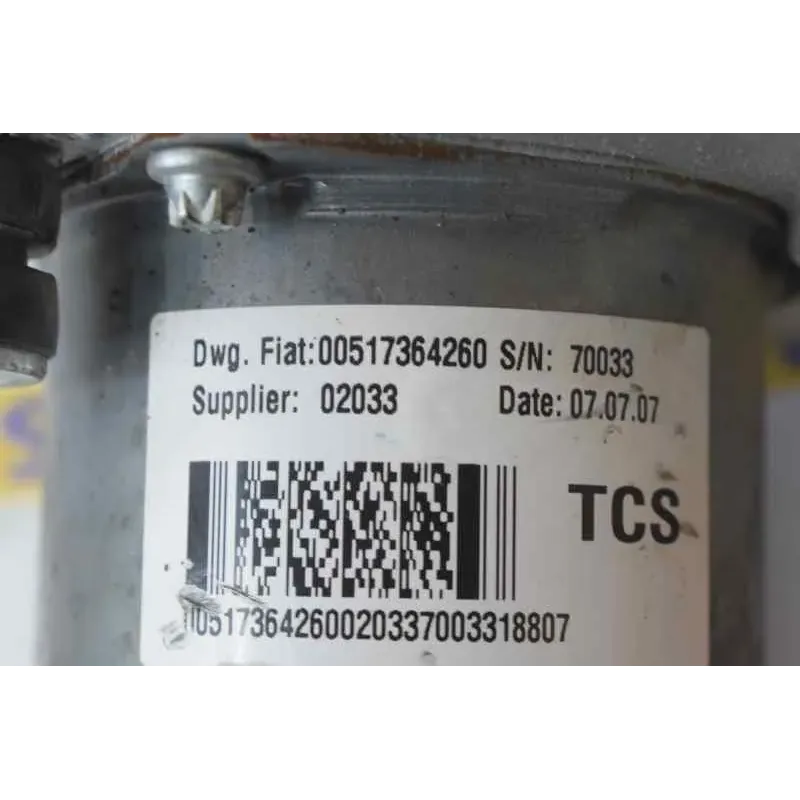 Dwg. Fiat:00517364260 S/N: 70033
Supplier: 02033 Date: 07.07.07
TCS
00517364260020337003318807